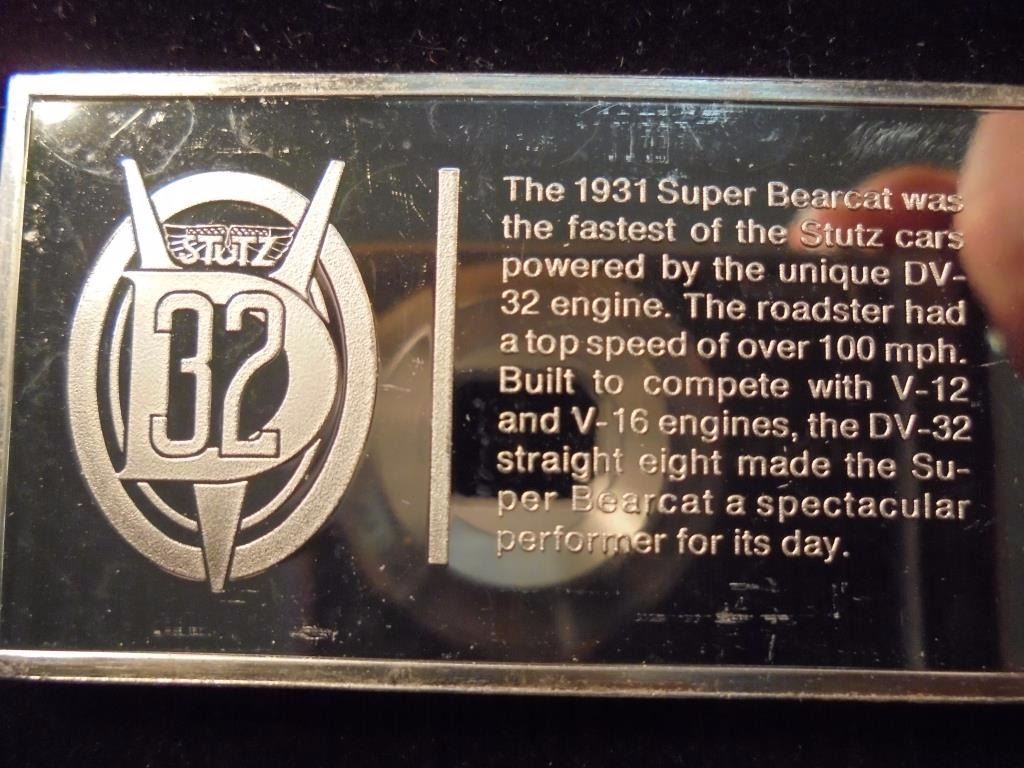 STUTZ
32
The 1931 Super Bearcat was
the fastest of the Stutz cars
powered by the unique DV-
32 engine. The roadster had
a top speed of over 100 mph.
Built to compete with V-12
and V-16 engines, the DV-32
straight eight made the Su-
per Bearcat a spectacular
performer for its day.